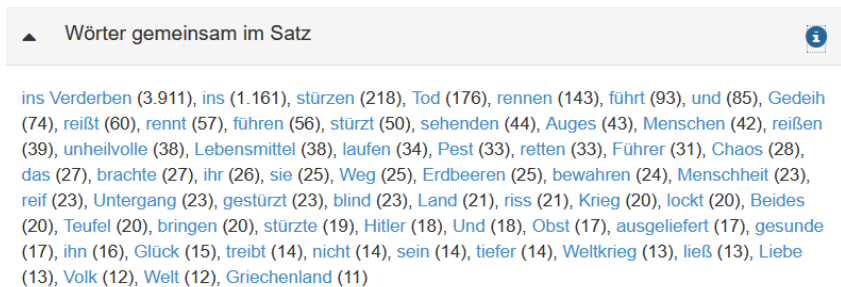 Wörter gemeinsam im Satz
ins Verderben (3.911), ins (1.161), stürzen (218), Tod (176), rennen (143), führt (93), und (85), Gedeih
(74), reißt (60), rennt (57), führen (56), stürzt (50), sehenden (44), Auges (43), Menschen (42), reißen
(39), unheilvolle (38), Lebensmittel (38), laufen (34), Pest (33), retten (33), Führer (31), Chaos (28),
das (27), brachte (27), ihr (26), sie (25), Weg (25), Erdbeeren (25), bewahren (24), Menschheit (23),
reif (23), Untergang (23), gestürzt (23), blind (23), Land (21), riss (21), Krieg (20), lockt (20), Beides
(20), Teufel (20), bringen (20), stürzte (19), Hitler (18), Und (18), Obst (17), ausgeliefert (17), gesunde
(17), ihn (16), Glück (15), treibt (14), nicht (14), sein (14), tiefer (14), Weltkrieg (13), ließ (13), Liebe
(13), Volk (12), Welt (12), Griechenland (11)